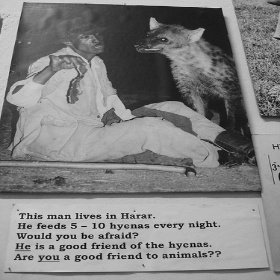 This man lives in Harar.
He feeds 5 – 10 hyenas every night.
Would you be afraid?
He is a good friend of the hyenas.
Are you a good friend to animals??